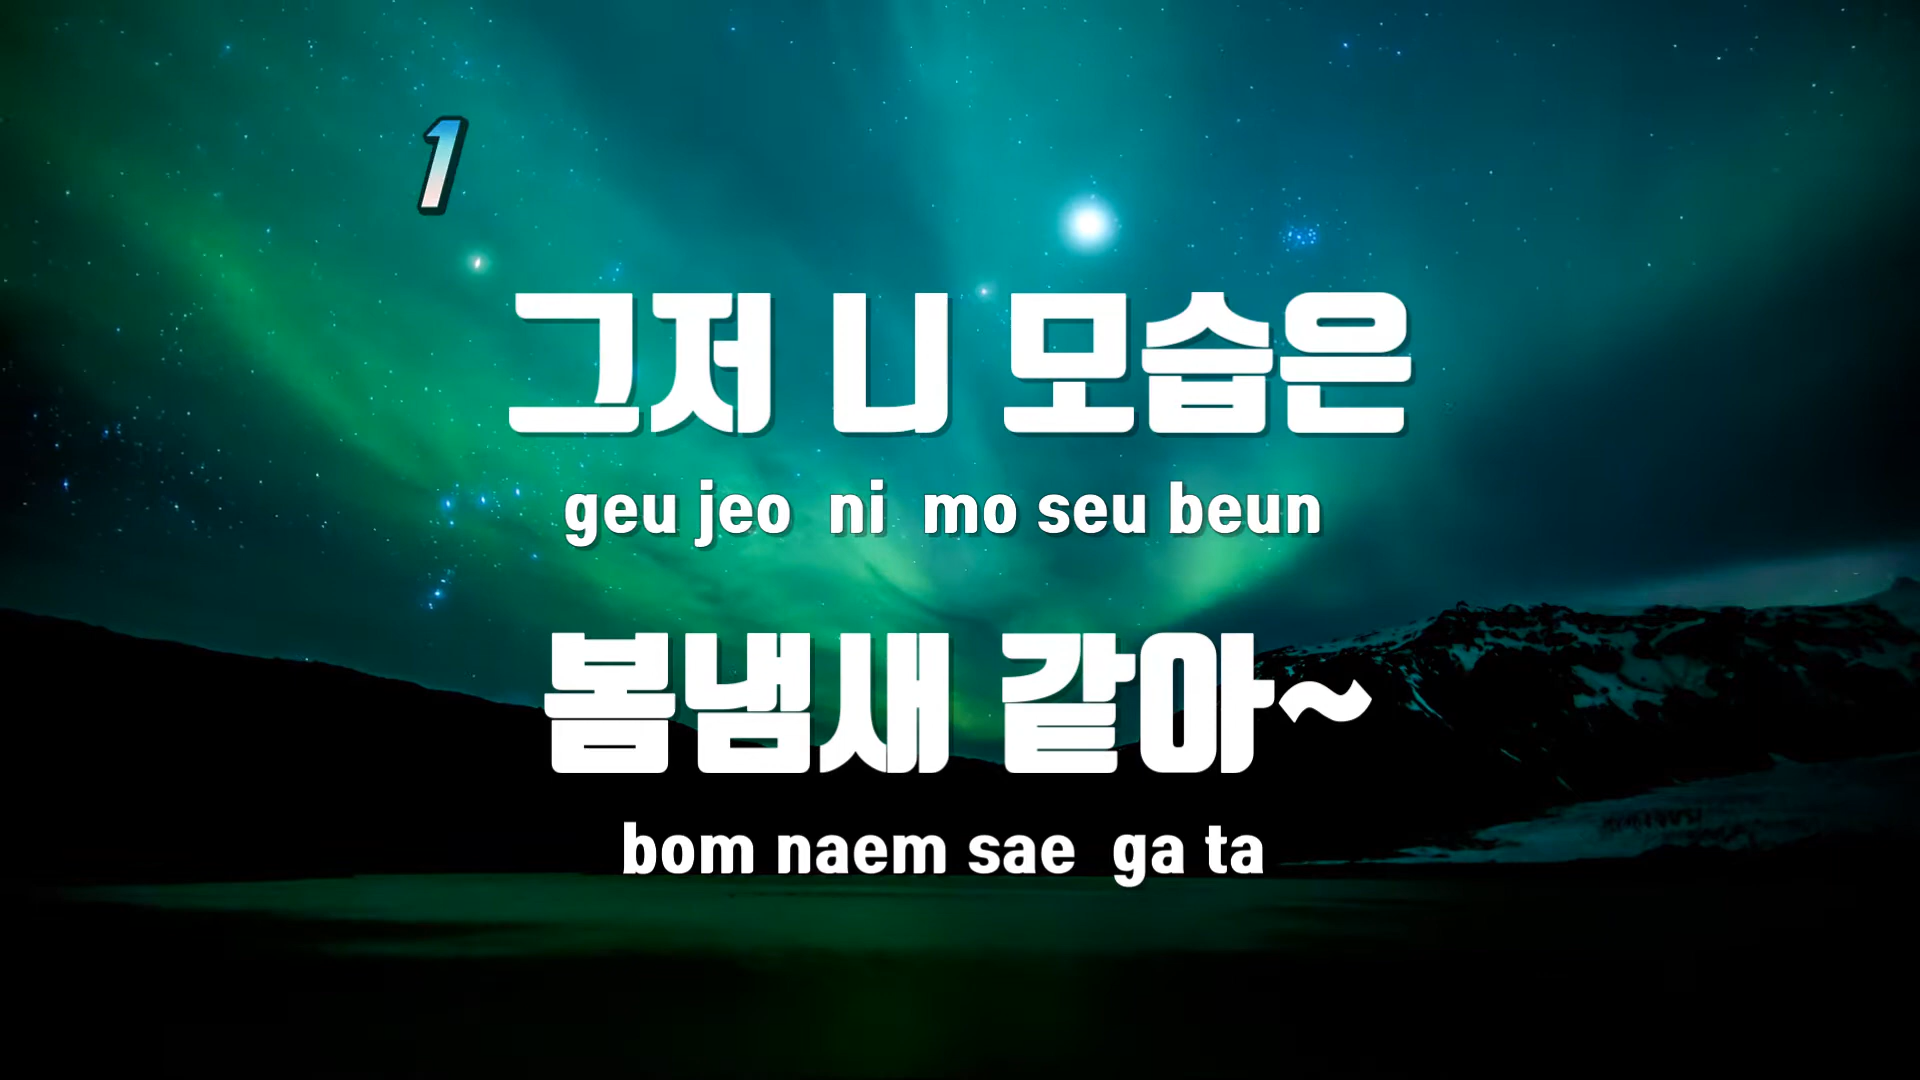 1
그저 니 모습은
geu jeo ni mo seu beun
봄냄새 같아~
bom naem sae ga ta